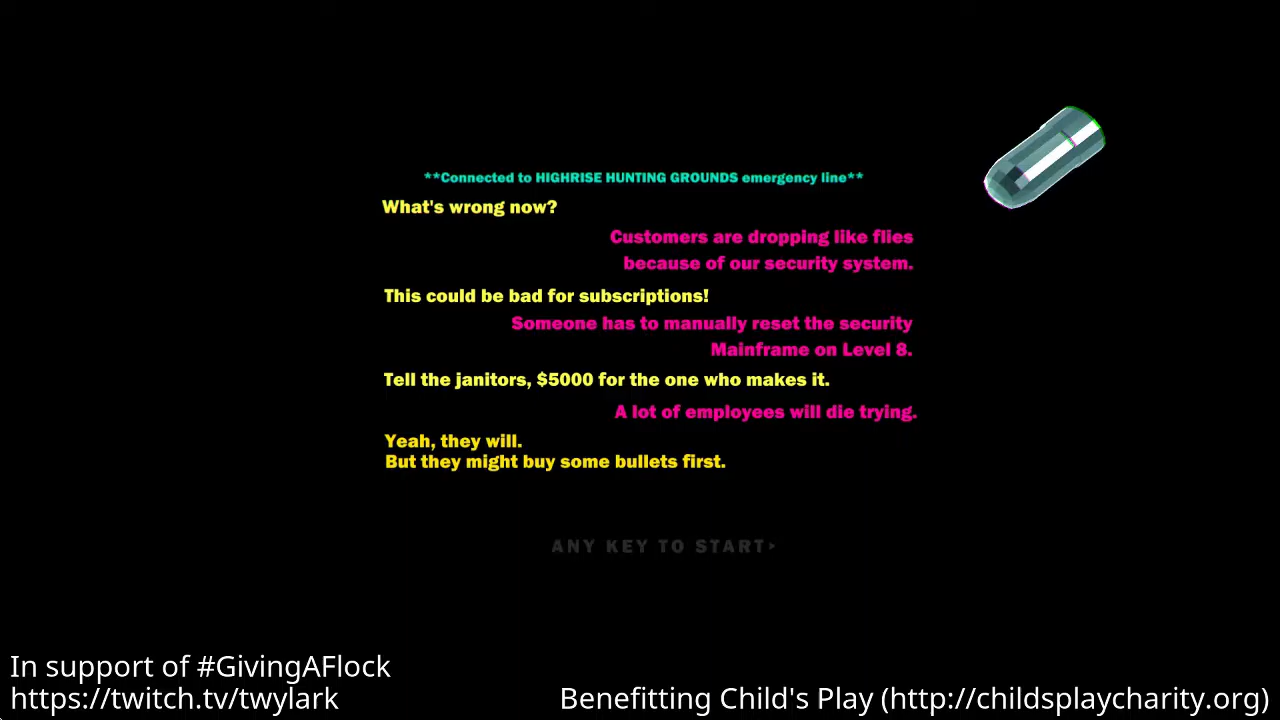 **Connected to HIGHRISE HUNTING GROUNDS emergency line**
What's wrong now?
Customers are dropping like flies
because of our security system.
This could be bad for subscriptions!
Someone has to manually reset the security
Mainframe on Level 8.
Tell the janitors, $5000 for the one who makes it.
A lot of employees will die trying.
Yeah, they will.
But they might buy some bullets first.
ANY KEY TO START
In support of #GivingAFlock
https://twitch.tv/twylark
Benefitting Child's Play (http://childsplaycharity.org)